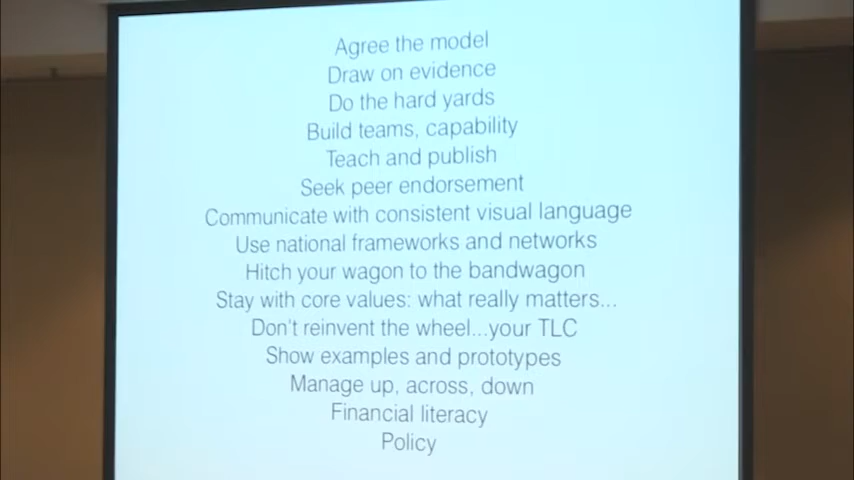 Agree the model
Draw on evidence
Do the hard yards
Build teams, capability
Teach and publish
Seek peer endorsement
Communicate with consistent visual language
Use national frameworks and networks
Hitch your wagon to the bandwagon
Stay with core values: what really matters...
Don't reinvent the wheel...your TLC
Show examples and prototypes
Manage up, across, down
Financial literacy
Policy